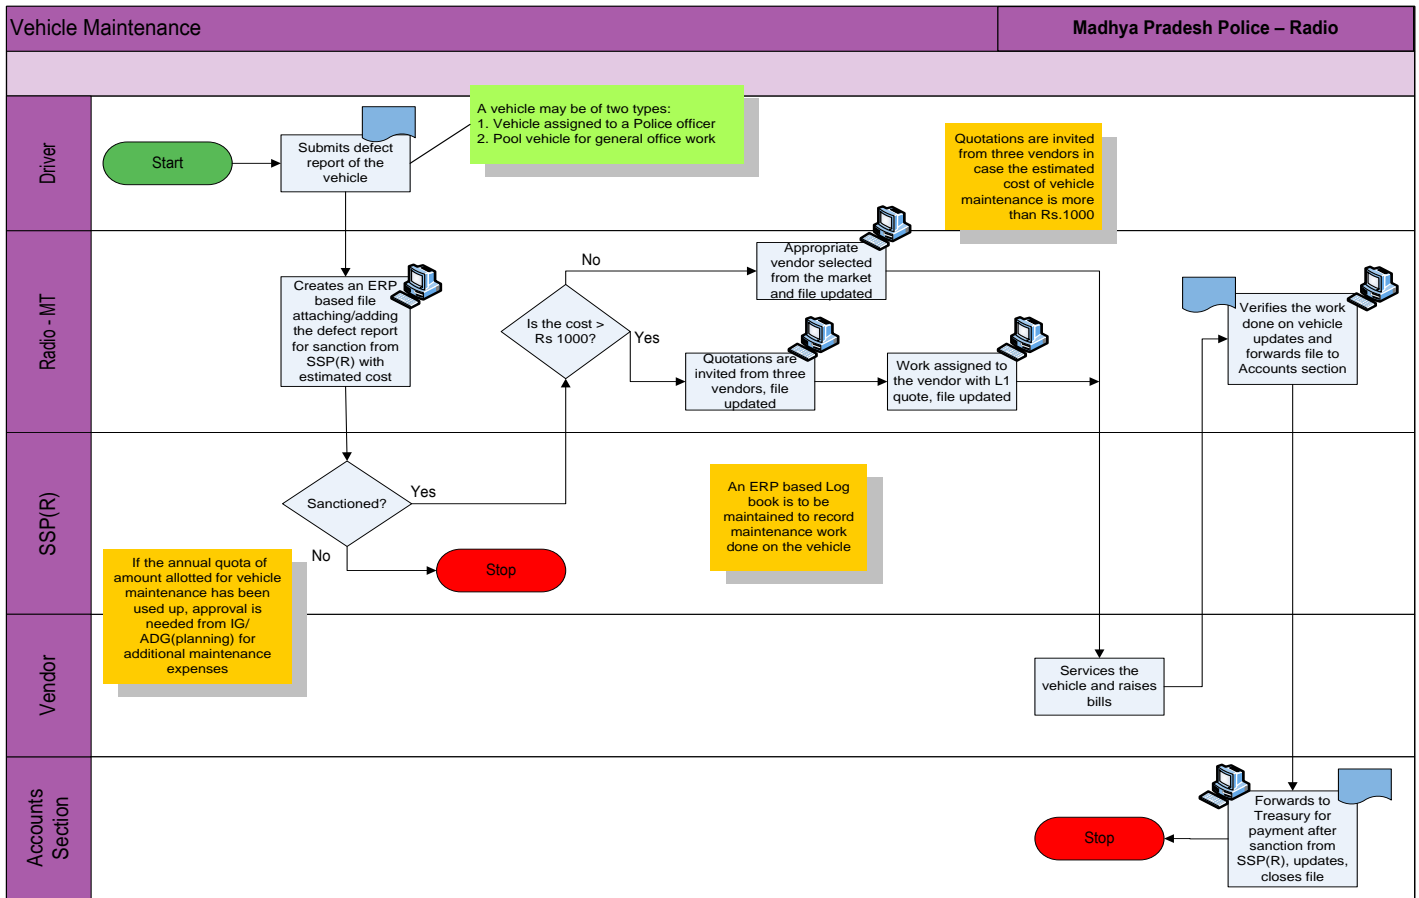 Vehicle Maintenance
Madhya Pradesh Police – Radio
Driver
Start
Submits defect
report of the
vehicle
A vehicle may be of two types:
1. Vehicle assigned to a Police officer
2. Pool vehicle for general office work
Quotations are invited
from three vendors in
case the estimated
cost of vehicle
maintenance is more
than Rs.1000
Radio - MT
Creates an ERP
based file
attaching/adding
the defect report
for sanction from
SSP(R) with
estimated cost
Is the cost >
Rs 1000?
No
Yes
Appropriate
vendor selected
from the market
and file updated
Quotations are
invited from three
vendors, file
updated
Work assigned to
the vendor with L1
quote, file updated
Verifies the work
done on vehicle
updates and
forwards file to
Accounts section
SSP(R)
Sanctioned?
Yes
No
Stop
An ERP based Log
book is to be
maintained to record
maintenance work
done on the vehicle
If the annual quota of
amount allotted for vehicle
maintenance has been
used up, approval is
needed from IG/
ADG(planning) for
additional maintenance
expenses
Vendor
Services the
vehicle and raises
bills
Accounts
Section
Stop
Forwards to
Treasury for
payment after
sanction from
SSP(R), updates,
closes file